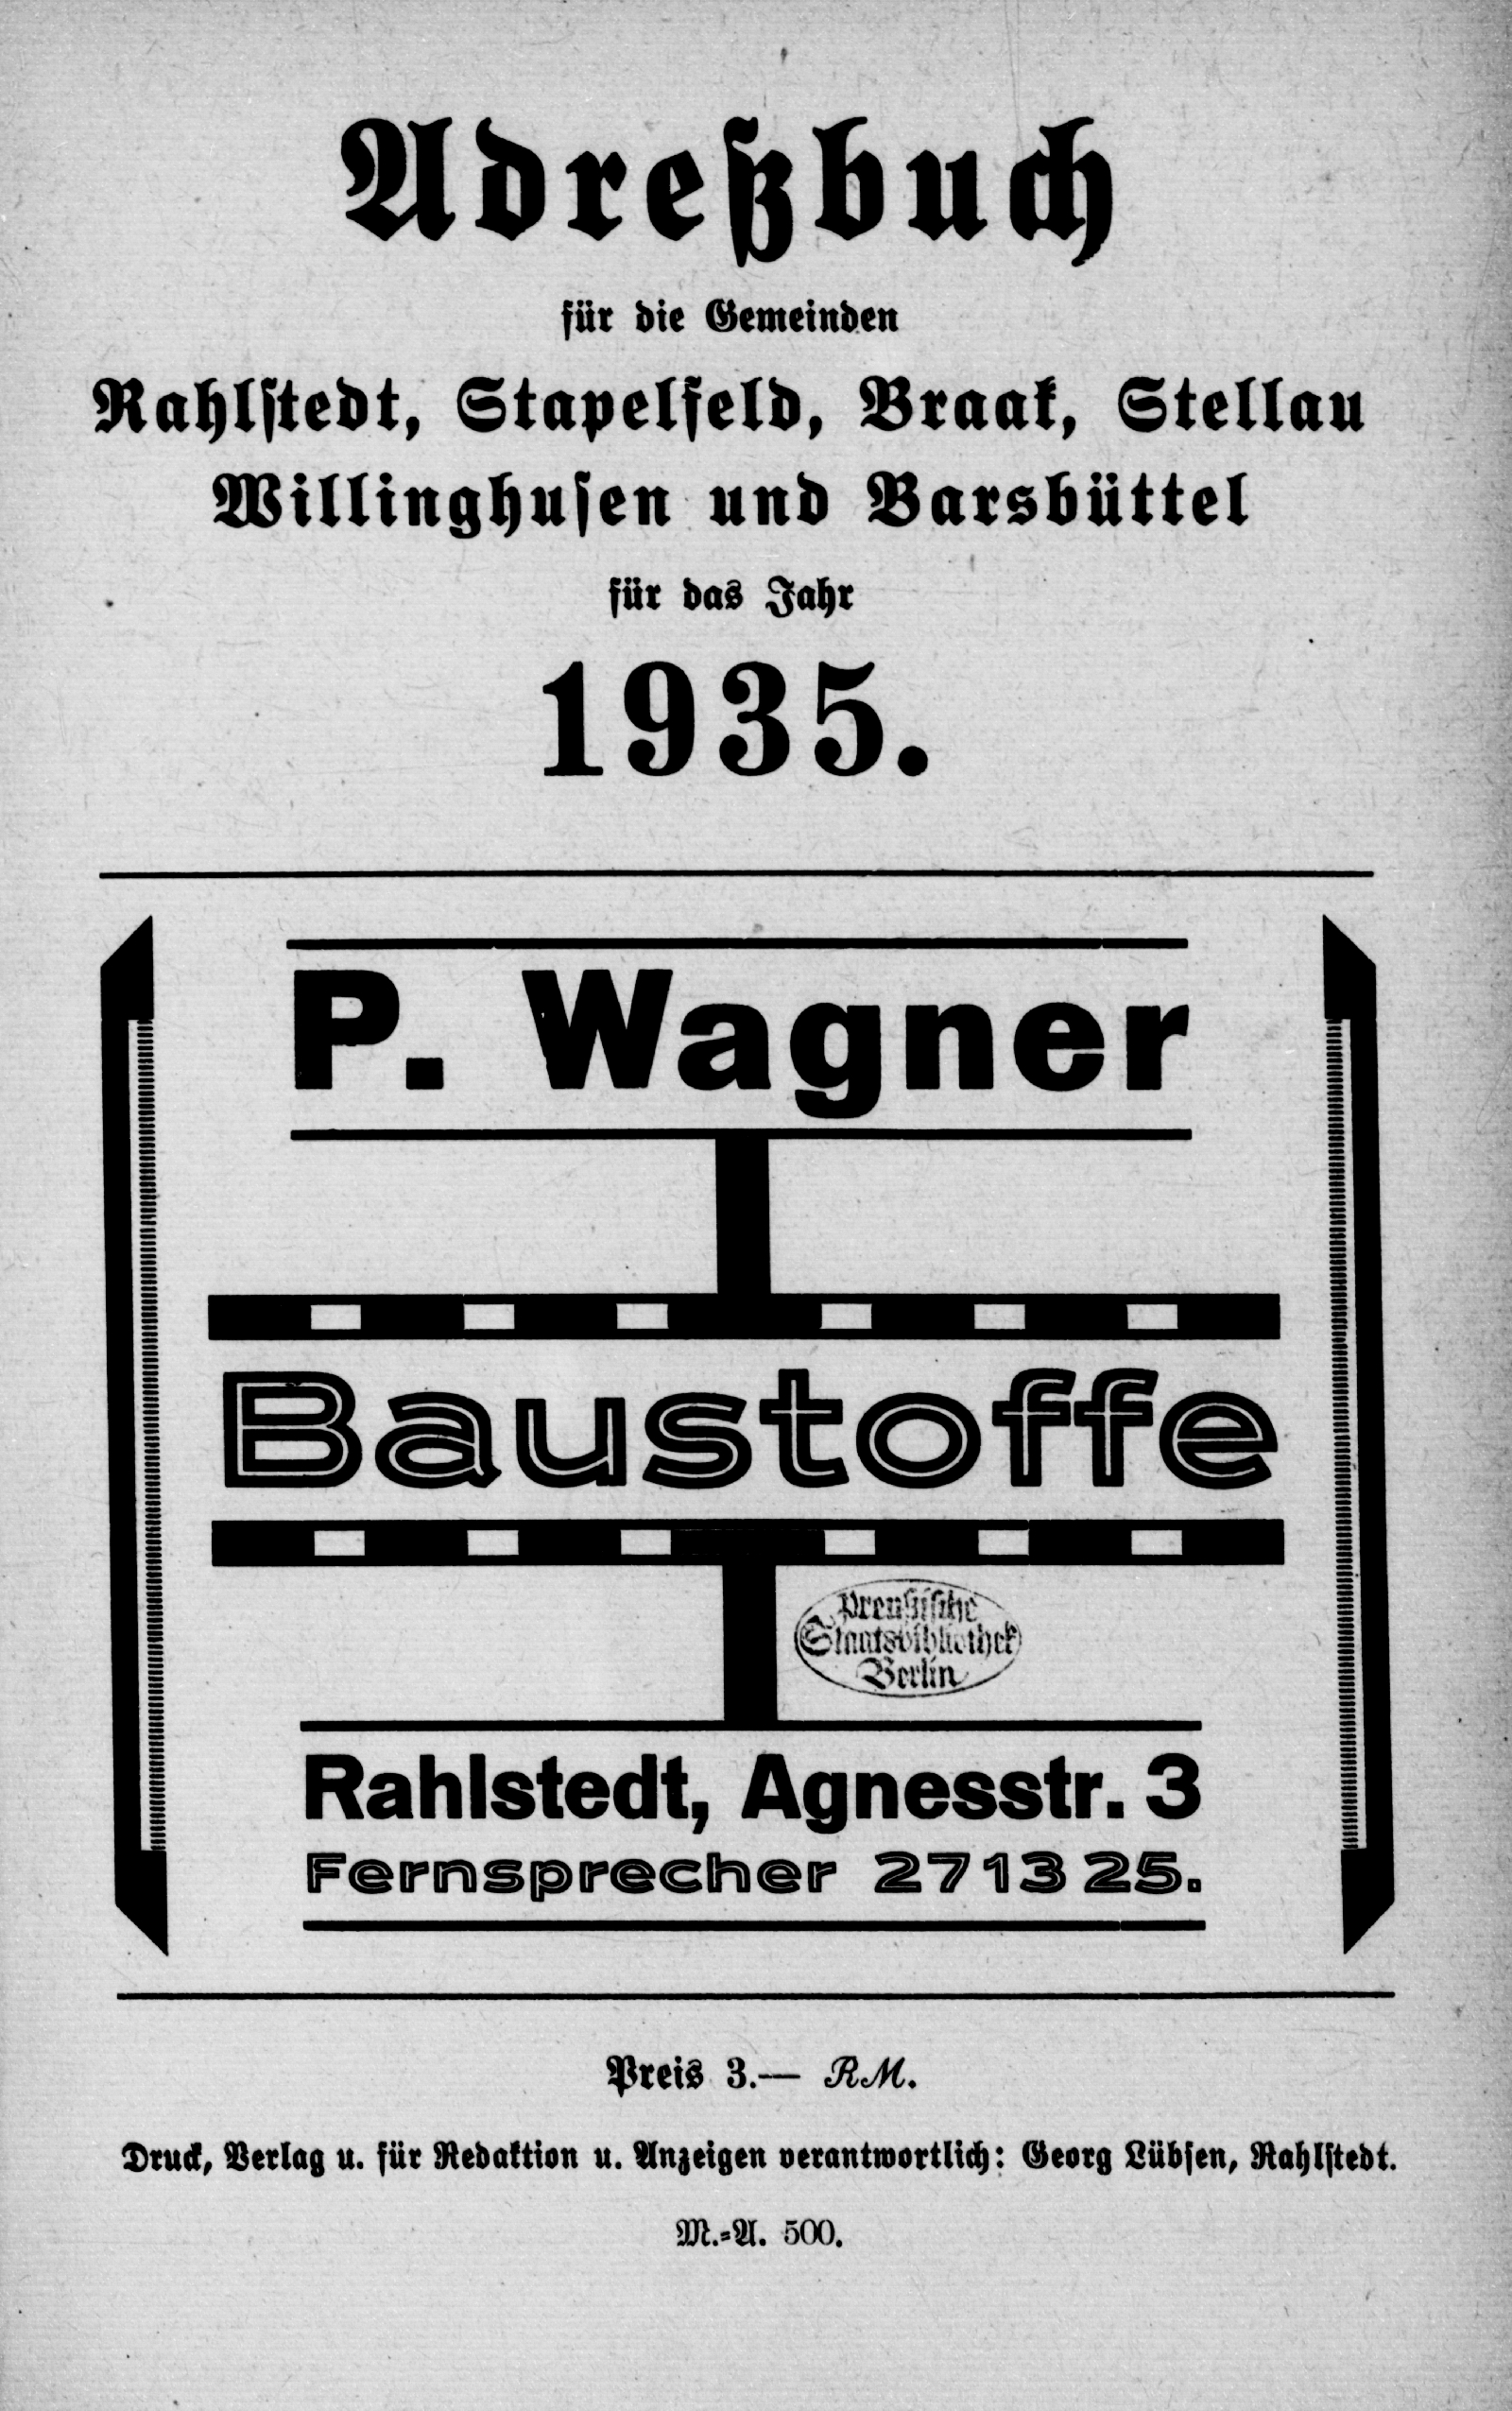 Adreßbuch
für die Gemeinden
Rahlstedt, Stapelfeld, Braak, Stellau
Willinghusen und Barsbüttel
für das Jahr
1935.
P. Wagner
Baustoffe
Preußische
Staatsbibliothek
Berlin
Rahlstedt, Agnesstr. 3
Fernsprecher 27 13 25.
Preis 3.— RM.
Druck, Verlag u. für Redaktion u. Anzeigen verantwortlich: Georg Lübsen, Rahlstedt.
M.=A. 500.